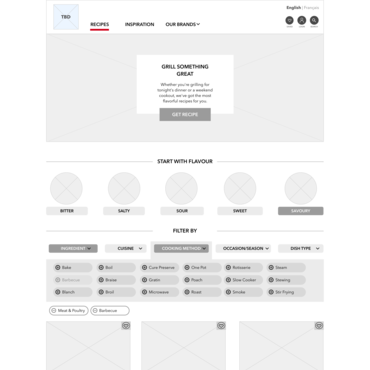 English | Français
TBD
RECIPES INSPIRATION OUR BRANDS
GRILL SOMETHING
GREAT
Whether you're grilling for
tonight's dinner or a weekend
cookout, we've got the most
flavorful recipes for you.
GET RECIPE
START WITH FLAVOUR
BITTER SALTY SOUR SWEET SAVOURY
FILTER BY
INGREDIENT CUISINE COOKING METHOD OCCASION/SEASON DISH TYPE
Bake Boil Cure Preserve One-Pot Rotisserie Steam
Barbecue Braise Gratin Poach Slow Cooker Stewing
Blanch Broil Microwave Roast Smoke Stir Frying
Meat & Poultry Barbecue